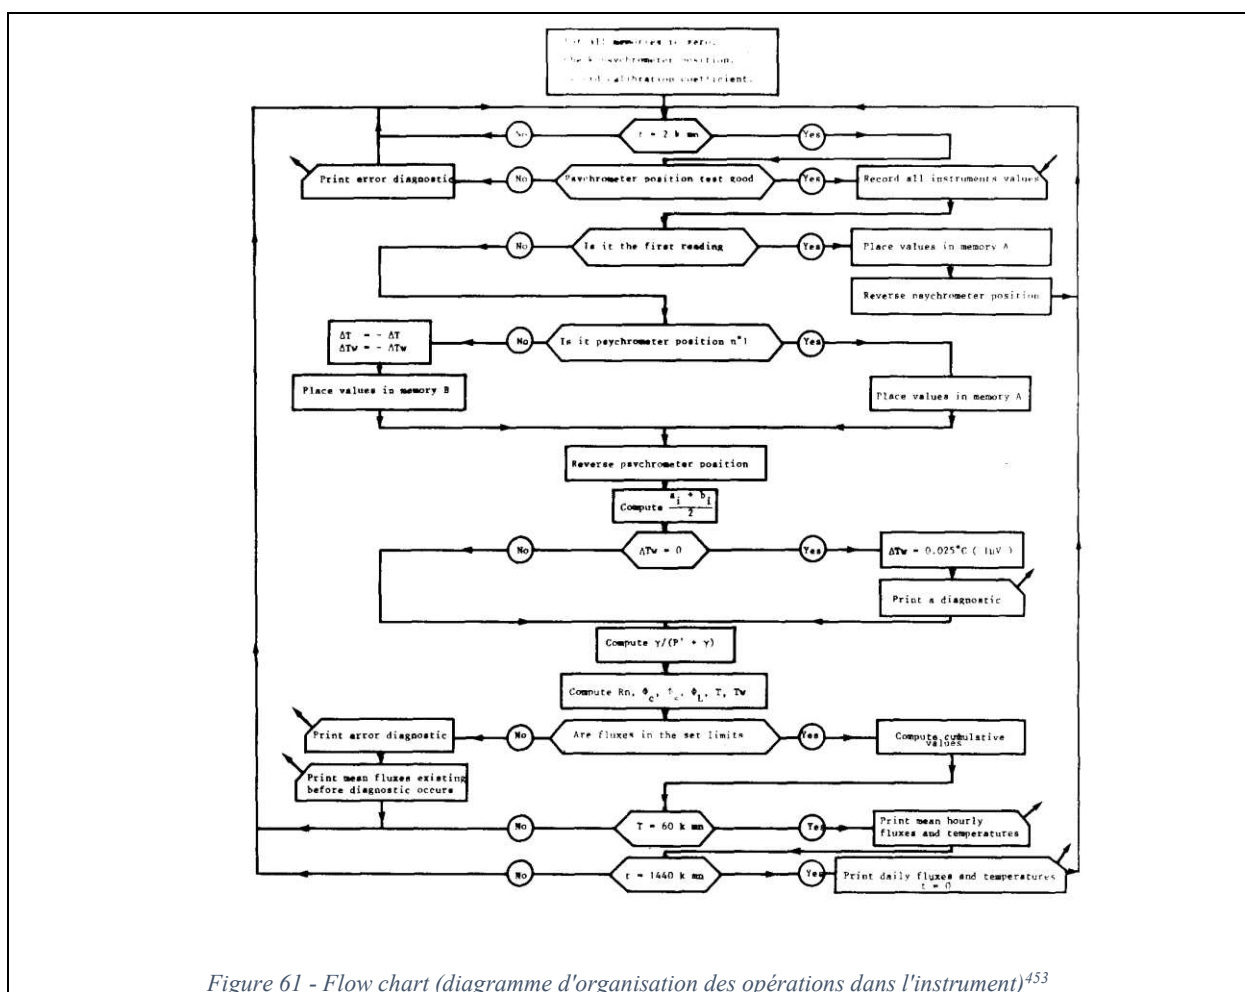 all memories to zero,
psychrometer position,
calibration coefficient.
No
t = 2 k mn
Yes
Print error diagnostic
No
Psychrometer position test good
Yes
Record all instruments values
No
Is it the first reading
Yes
Place values in memory A
Reverse psychrometer position
ΔT = - ΔT
ΔTw = - ΔTw
No
Is it psychrometer position n°1
Yes
Place values in memory B
Place values in memory A
Reverse psychrometer position
Compute (a_i + b_i)/2
No
ΔTw = 0
Yes
ΔTw = 0.025°C ( 1μV )
Print a diagnostic
Compute γ/(P' + γ)
Compute Rn, Φc, Φ_L, T, Tw
Print error diagnostic
No
Are fluxes in the set limits
Yes
Compute cumulative
values
Print mean fluxes existing
before diagnostic occurs
No
T = 60 k mn
Yes
Print mean hourly
fluxes and temperatures
No
t = 1440 k mn
Yes
Print daily fluxes and temperatures
t = 0
Figure 61 - Flow chart (diagramme d'organisation des opérations dans l'instrument)453